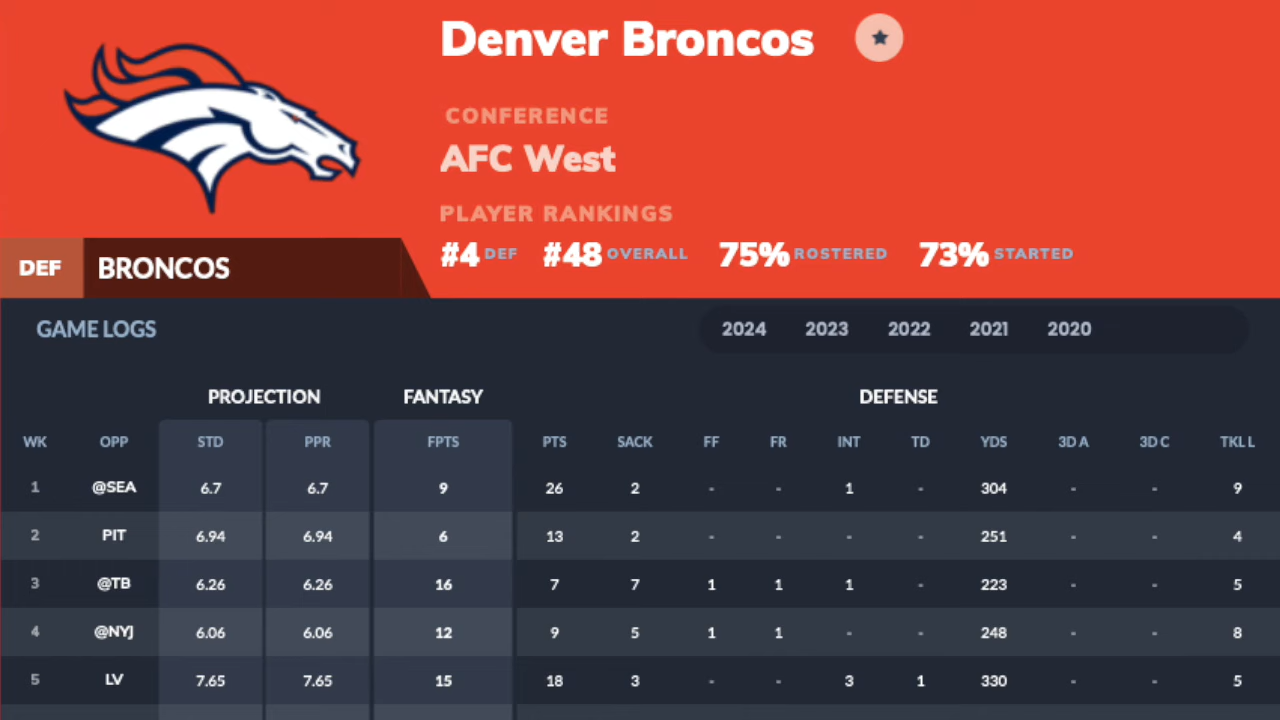 Denver Broncos
CONFERENCE
AFC West
PLAYER RANKINGS
#4 DEF #48 OVERALL 75% ROSTERED 73% STARTED
DEF BRONCOS
GAME LOGS 2024 2023 2022 2021 2020
PROJECTION FANTASY DEFENSE
WK OPP STD PPR FPTS PTS SACK FF FR INT TD YDS 3D A 3D C TKL L
1 @SEA 6.7 6.7 9 26 2 - - 1 - 304 - - 9
2 PIT 6.94 6.94 6 13 2 - - - - 251 - - 4
3 @TB 6.26 6.26 16 7 7 1 1 1 - 223 - - 5
4 @NYJ 6.06 6.06 12 9 5 1 1 - - 248 - - 8
5 LV 7.65 7.65 15 18 3 - - 3 1 330 - - 5